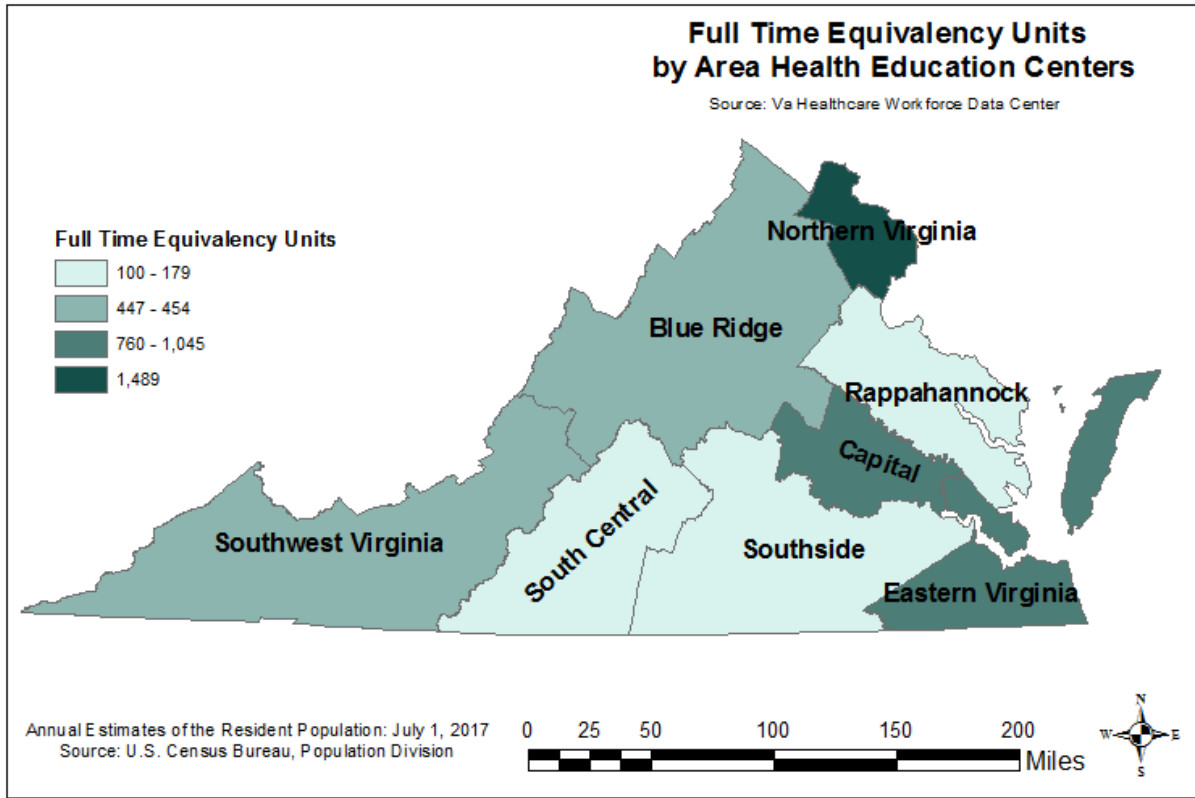 Full Time Equivalency Units
by Area Health Education Centers
Source: Va Healthcare Workforce Data Center
Full Time Equivalency Units
100 - 179
447 - 454
760 - 1,045
1,489
Northern Virginia
Blue Ridge
Rappahannock
Capital
Southwest Virginia
South Central
Southside
Eastern Virginia
Annual Estimates of the Resident Population: July 1, 2017
Source: U.S. Census Bureau, Population Division
0 25 50 100 150 200
Miles
N
W E
S